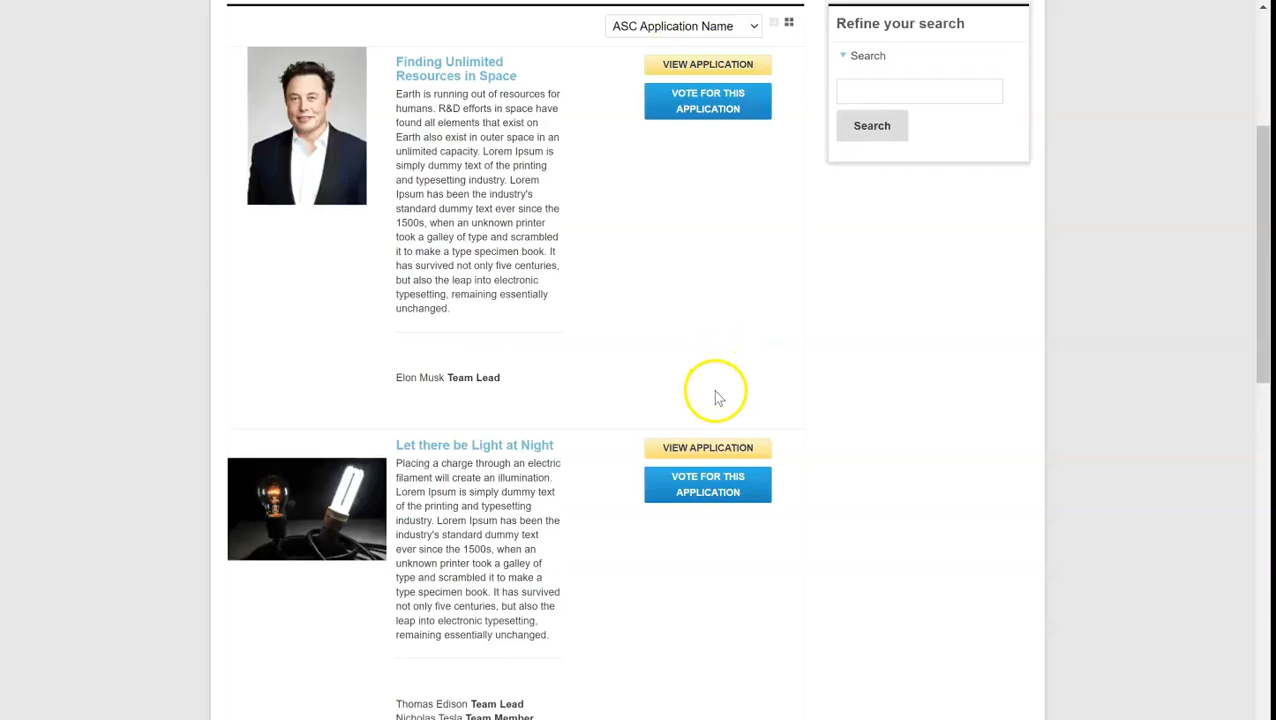 ASC Application Name
Refine your search
Search
Search
Finding Unlimited
Resources in Space
Earth is running out of resources for
humans. R&D efforts in space have
found all elements that exist on
Earth also exist in outer space in an
unlimited capacity. Lorem Ipsum is
simply dummy text of the printing
and typesetting industry. Lorem
Ipsum has been the industry's
standard dummy text ever since the
1500s, when an unknown printer
took a galley of type and scrambled
it to make a type specimen book. It
has survived not only five centuries,
but also the leap into electronic
typesetting, remaining essentially
unchanged.
Elon Musk Team Lead
VIEW APPLICATION
VOTE FOR THIS
APPLICATION
Let there be Light at Night
Placing a charge through an electric
filament will create an illumination.
Lorem Ipsum is simply dummy text
of the printing and typesetting
industry. Lorem Ipsum has been the
industry's standard dummy text
ever since the 1500s, when an
unknown printer took a galley of
type and scrambled it to make a
type specimen book. It has survived
not only five centuries, but also the
leap into electronic typesetting,
remaining essentially unchanged.
Thomas Edison Team Lead
Nicholas Tesla Team Member
VIEW APPLICATION
VOTE FOR THIS
APPLICATION